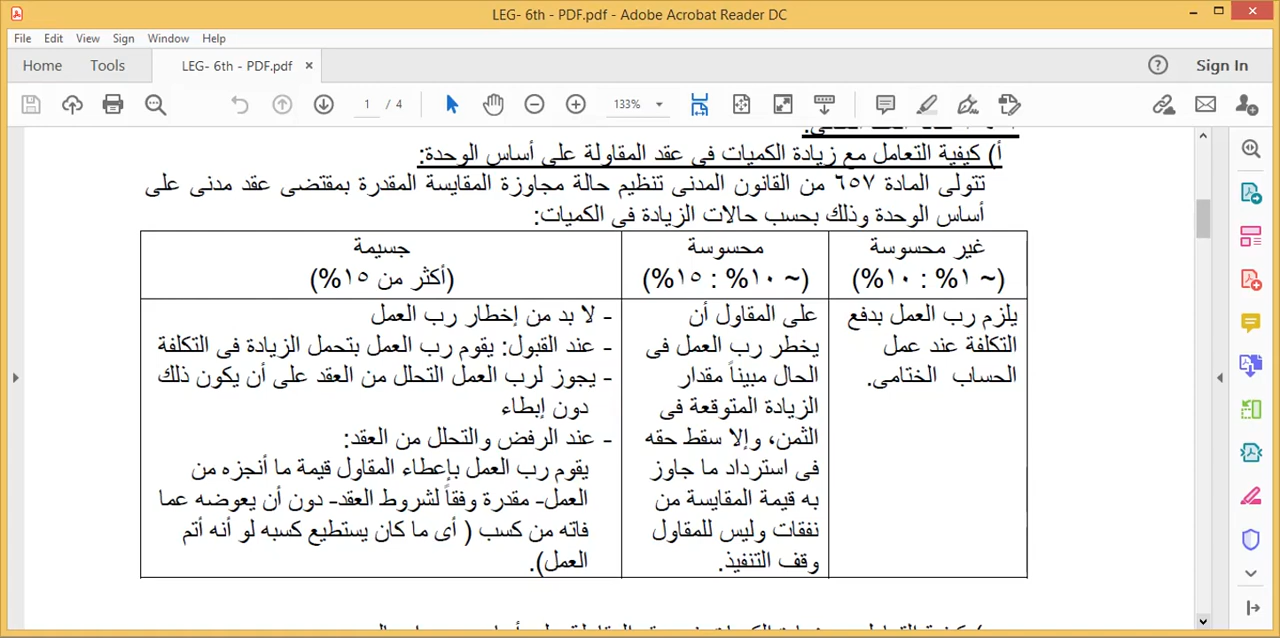 LEG- 6th - PDF.pdf - Adobe Acrobat Reader DC
File Edit View Sign Window Help
Home Tools LEG- 6th - PDF.pdf × Sign In
1 / 4 133%
أ) كيفية التعامل مع زيادة الكميات فى عقد المقاولة على أساس الوحدة:
تتولى المادة ٦٥٧ من القانون المدنى تنظيم حالة مجاوزة المقايسة المقدرة بمقتضى عقد مدنى على
أساس الوحدة وذلك بحسب حالات الزيادة فى الكميات:
غير محسوسة
(~ ١% : ١٠%)
محسوسة
(~ ١٠% : ١٥%)
جسيمة
(أكثر من ١٥%)
يلزم رب العمل بدفع
التكلفة عند عمل
الحساب الختامى.
على المقاول أن
يخطر رب العمل فى
الحال مبيناً مقدار
الزيادة المتوقعة فى
الثمن، وإلا سقط حقه
فى استرداد ما جاوز
به قيمة المقايسة من
نفقات وليس للمقاول
وقف التنفيذ.
- لا بد من إخطار رب العمل
- عند القبول: يقوم رب العمل بتحمل الزيادة فى التكلفة
- يجوز لرب العمل التحلل من العقد على أن يكون ذلك
دون إبطاء
- عند الرفض والتحلل من العقد:
يقوم رب العمل بإعطاء المقاول قيمة ما أنجزه من
العمل- مقدرة وفقاً لشروط العقد- دون أن يعوضه عما
فاته من كسب ( أى ما كان يستطيع كسبه لو أنه أتم
العمل).